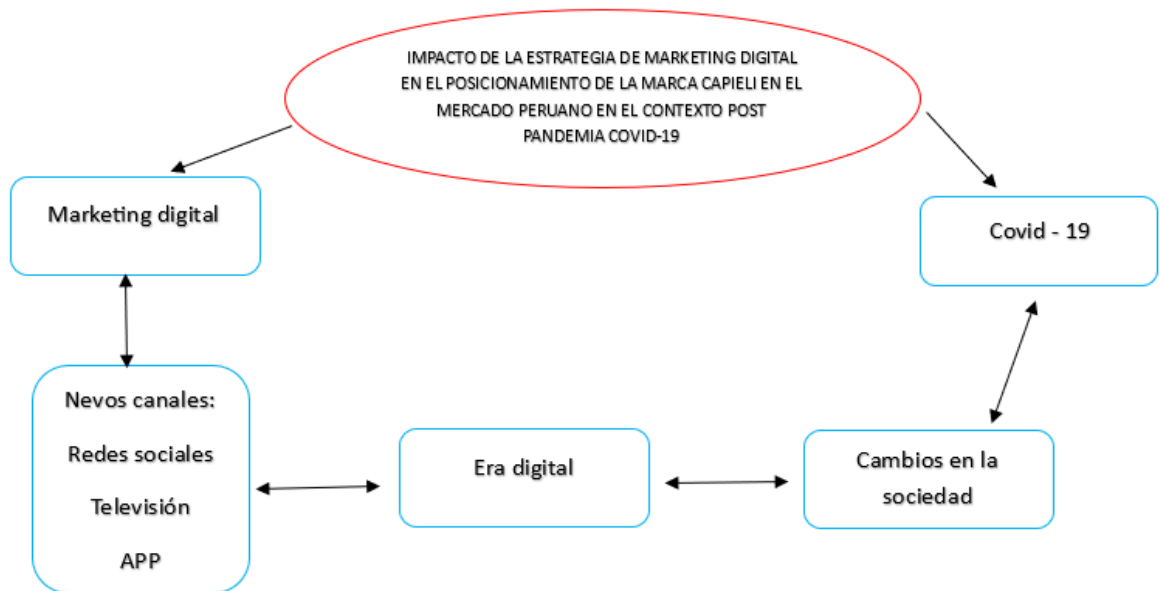 IMPACTO DE LA ESTRATEGIA DE MARKETING DIGITAL
EN EL POSICIONAMIENTO DE LA MARCA CAPIELI EN EL
MERCADO PERUANO EN EL CONTEXTO POST
PANDEMIA COVID-19
Marketing digital
Covid - 19
Nevos canales:
Redes sociales
Televisión
APP
Era digital
Cambios en la
sociedad